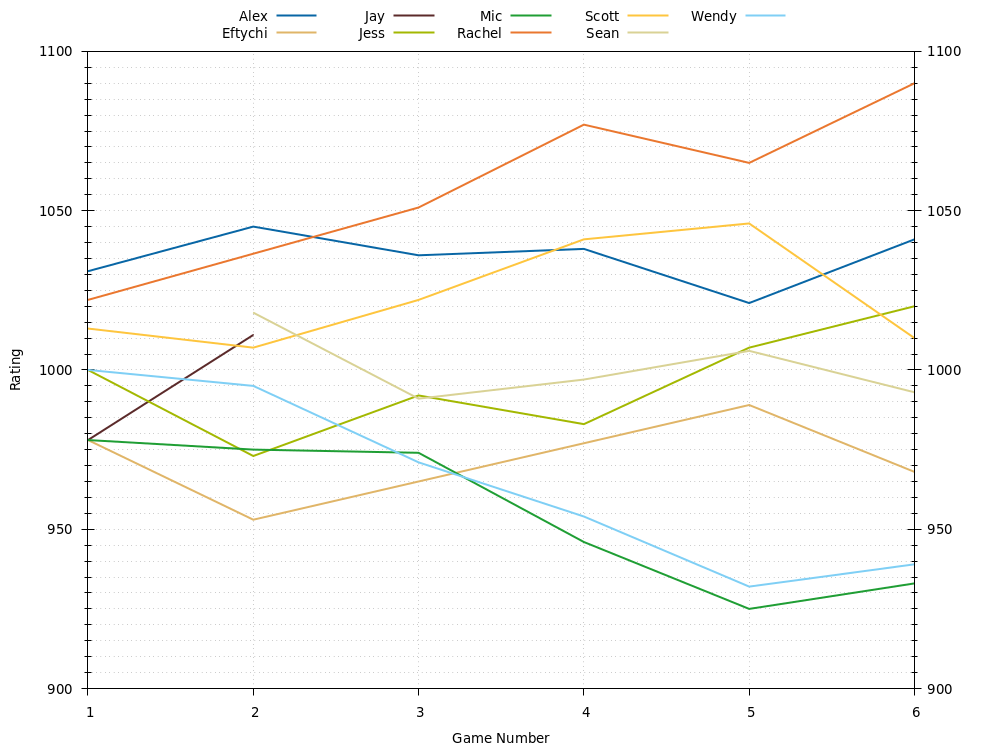 Alex Jay Mic Scott Wendy
Eftychi Jess Rachel Sean
1100 1100
1050 1050
1000 1000
Rating
950 950
900 900
1 2 3 4 5 6
Game Number